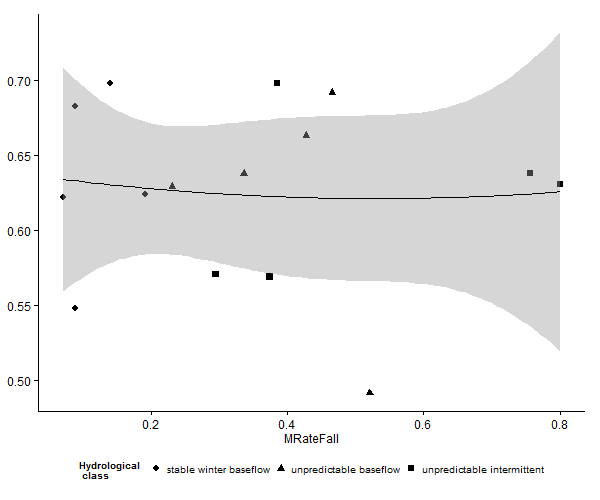 0.70
0.65
0.60
0.55
0.50
0.2 0.4 0.6 0.8
MRateFall
Hydrological
class
stable winter baseflow unpredictable baseflow unpredictable intermittent